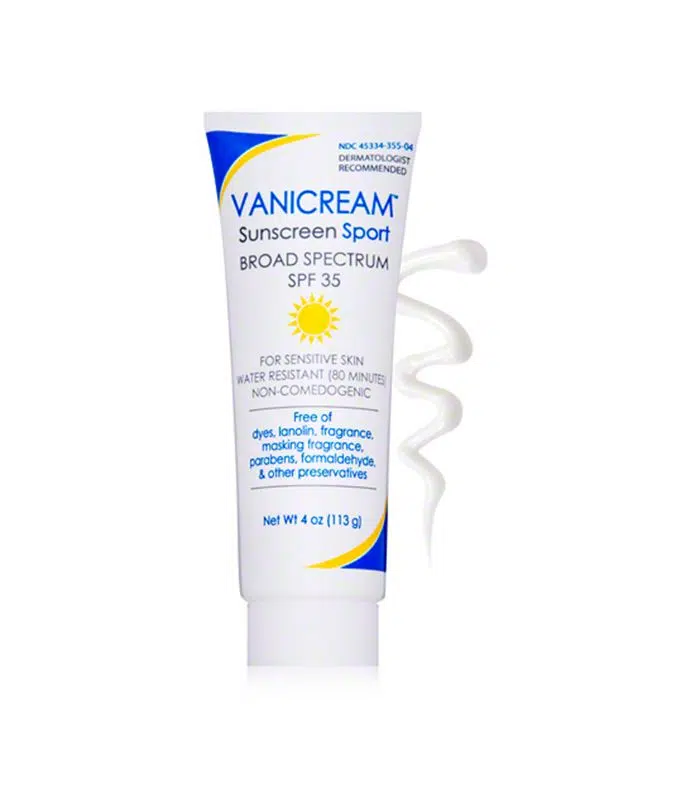 NDC 45334-355-04
DERMATOLOGIST
RECOMMENDED
VANICREAM™
Sunscreen Sport
BROAD SPECTRUM
SPF 35
FOR SENSITIVE SKIN
WATER RESISTANT (80 MINUTES)
NON-COMEDOGENIC
Free of
dyes, lanolin, fragrance,
masking fragrance,
parabens, formaldehyde,
& other preservatives
Net Wt 4 oz (113 g)